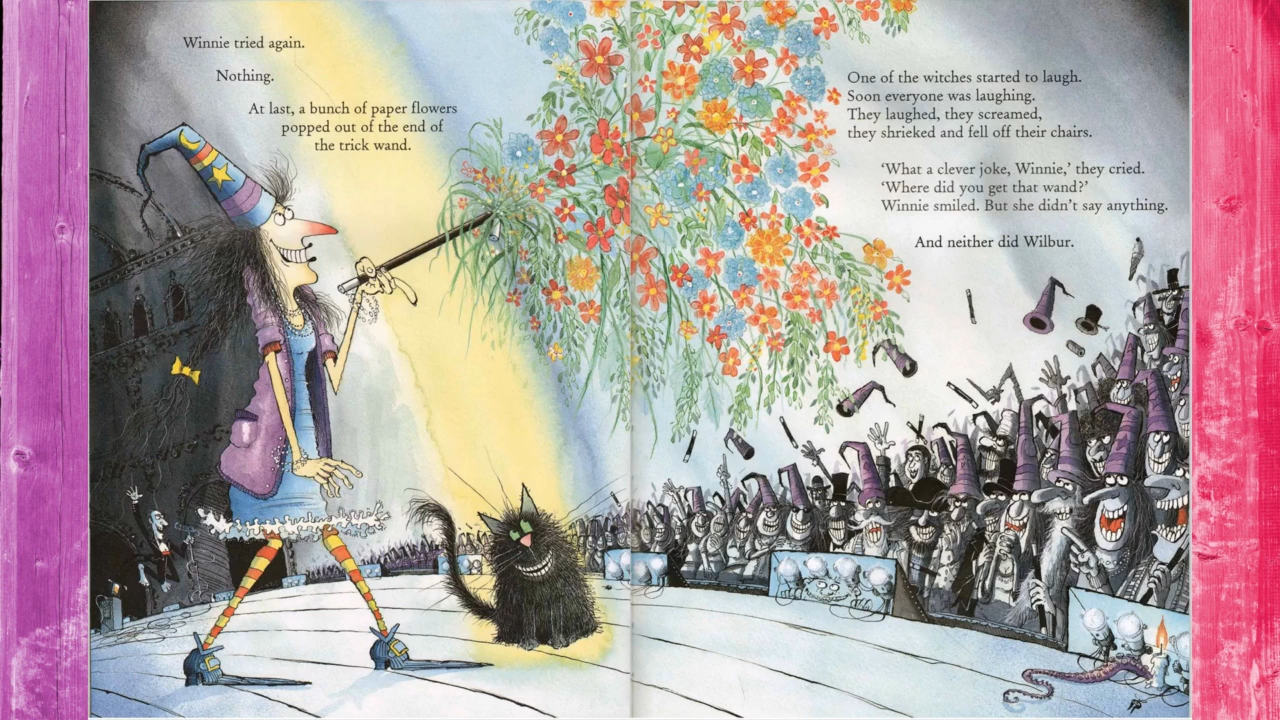 Winnie tried again.
Nothing.
At last, a bunch of paper flowers
popped out of the end of
the trick wand.
One of the witches started to laugh.
Soon everyone was laughing.
They laughed, they screamed,
they shrieked and fell off their chairs.
‘What a clever joke, Winnie,’ they cried.
‘Where did you get that wand?’
Winnie smiled. But she didn’t say anything.
And neither did Wilbur.